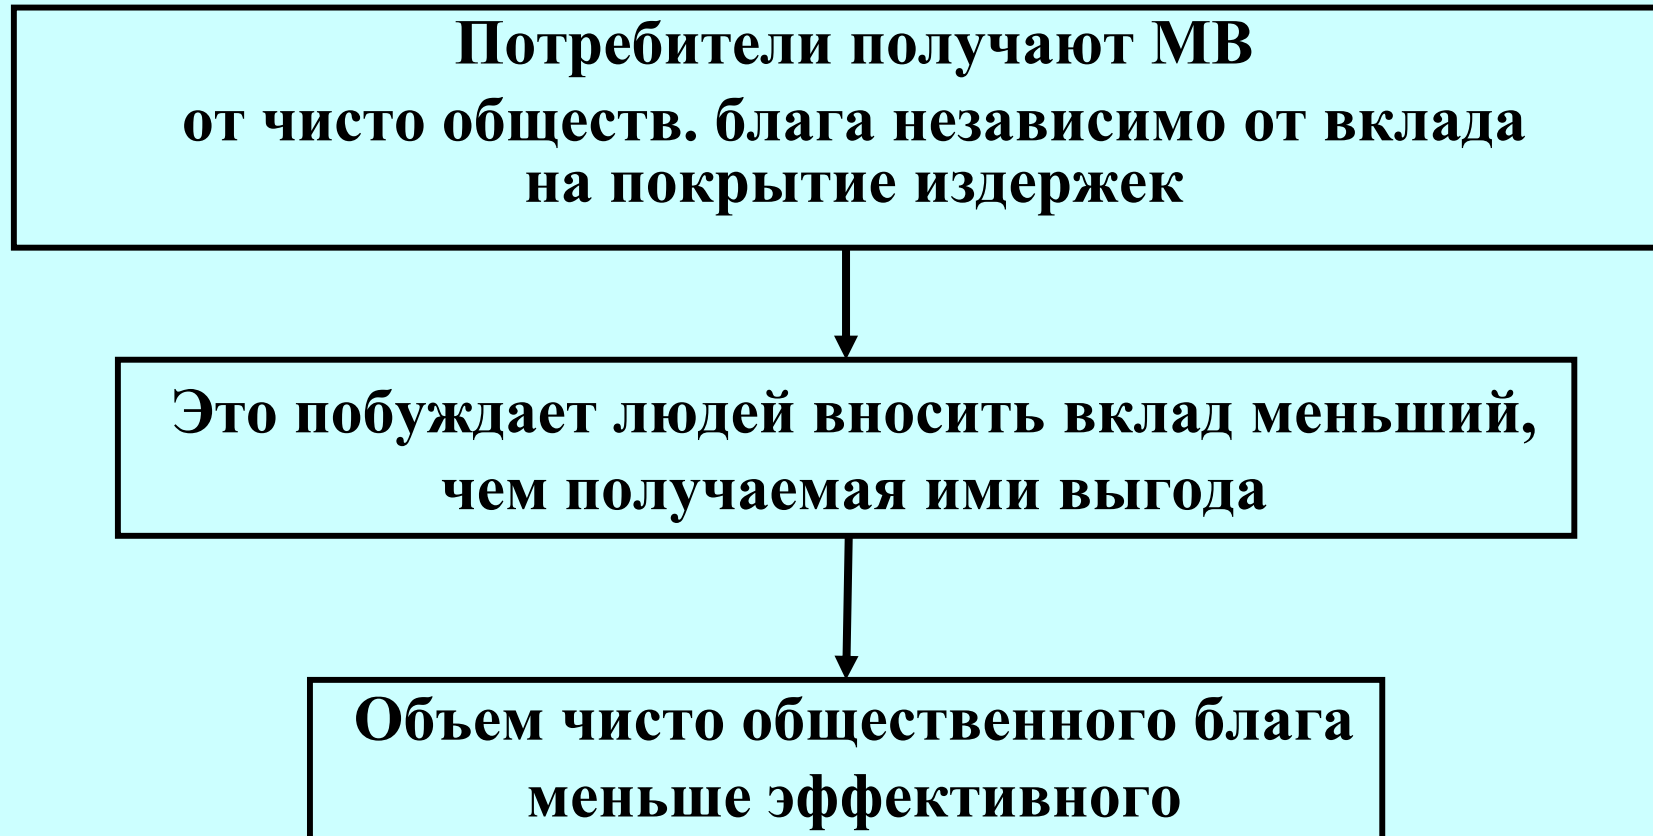 Потребители получают МВ
от чисто обществ. блага независимо от вклада
на покрытие издержек
Это побуждает людей вносить вклад меньший,
чем получаемая ими выгода
Объем чисто общественного блага
меньше эффективного